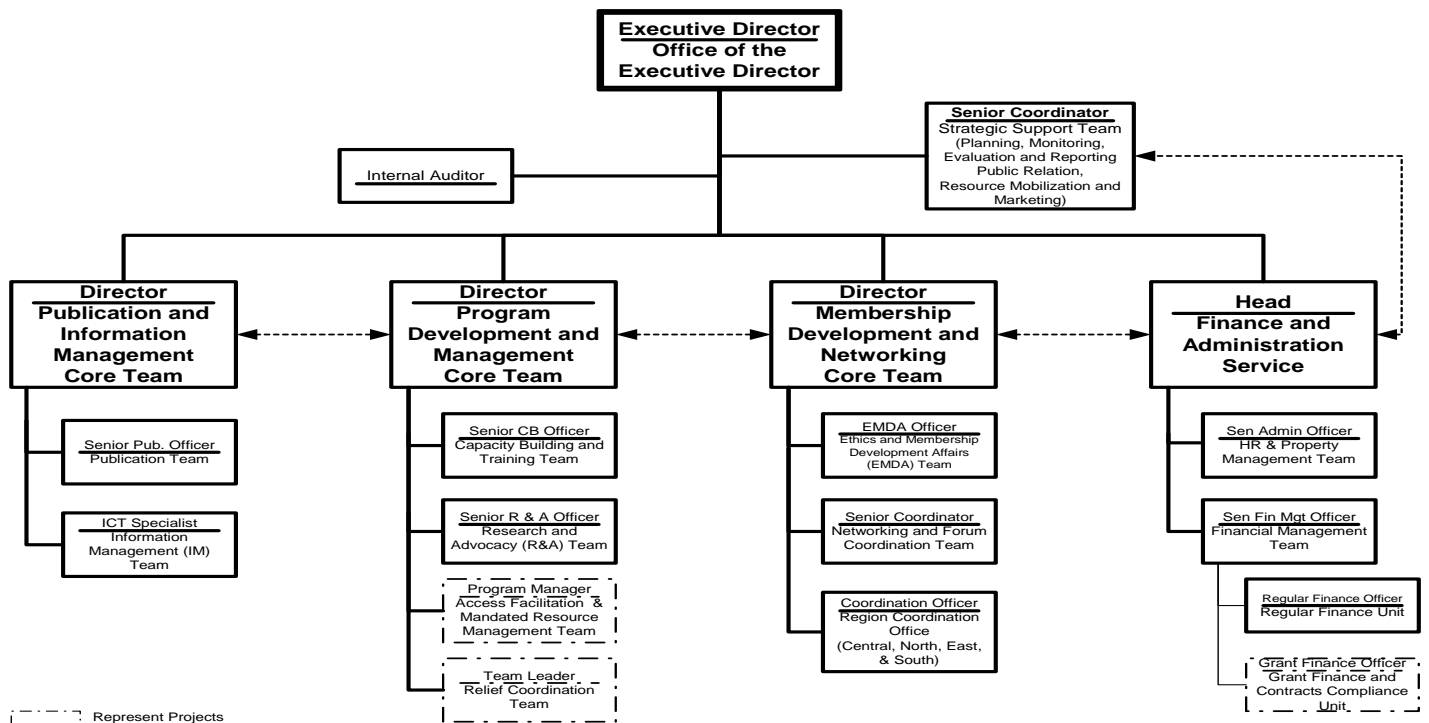 Executive Director
Office of the
Executive Director
Senior Coordinator
Strategic Support Team
(Planning, Monitoring,
Evaluation and Reporting
Public Relation,
Resource Mobilization and
Marketing)
Internal Auditor
Director
Publication and
Information
Management
Core Team
Director
Program
Development and
Management
Core Team
Director
Membership
Development and
Networking
Core Team
Head
Finance and
Administration
Service
Senior Pub. Officer
Publication Team
ICT Specialist
Information
Management (IM)
Team
Senior CB Officer
Capacity Building and
Training Team
Senior R & A Officer
Research and
Advocacy (R&A) Team
Program Manager
Access Facilitation &
Mandated Resource
Management Team
Team Leader
Relief Coordination
Team
EMDA Officer
Ethics and Membership
Development Affairs
(EMDA) Team
Senior Coordinator
Networking and Forum
Coordination Team
Coordination Officer
Region Coordination
Office
(Central, North, East,
& South)
Sen Admin Officer
HR & Property
Management Team
Sen Fin Mgt Officer
Financial Management
Team
Regular Finance Officer
Regular Finance Unit
Grant Finance Officer
Grant Finance and
Contracts Compliance
Unit
Represent Projects